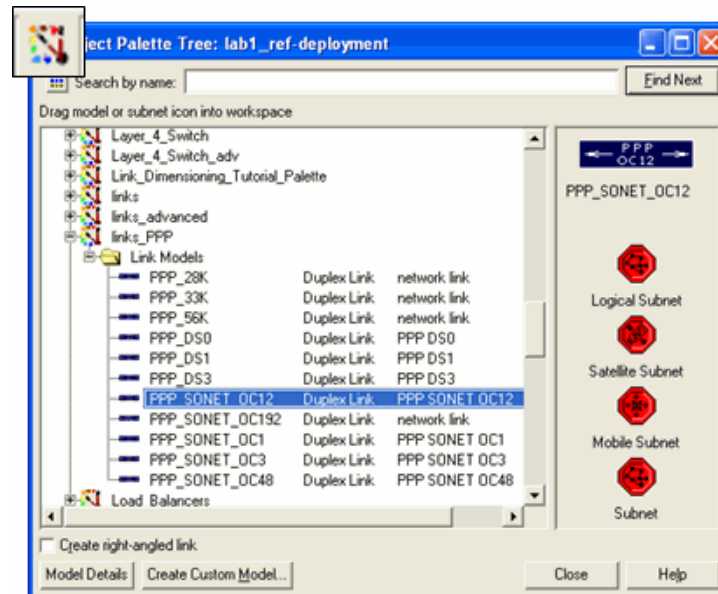 ject Palette Tree: lab1_ref-deployment
Search by name:
Find Next
Drag model or subnet icon into workspace
Layer_4_Switch
Layer_4_Switch_adv
Link_Dimensioning_Tutorial_Palette
links
links_advanced
links_PPP
Link Models
PPP_28K Duplex Link network link
PPP_33K Duplex Link network link
PPP_56K Duplex Link network link
PPP_DS0 Duplex Link PPP DS0
PPP_DS1 Duplex Link PPP DS1
PPP_DS3 Duplex Link PPP DS3
PPP_SONET_OC12 Duplex Link PPP SONET OC12
PPP_SONET_OC192 Duplex Link network link
PPP_SONET_OC1 Duplex Link PPP SONET OC1
PPP_SONET_OC3 Duplex Link PPP SONET OC3
PPP_SONET_OC48 Duplex Link PPP SONET OC48
Load Balancers
PPP
OC12
PPP_SONET_OC12
Logical Subnet
Satellite Subnet
Mobile Subnet
Subnet
Create right-angled link
Model Details
Create Custom Model...
Close
Help